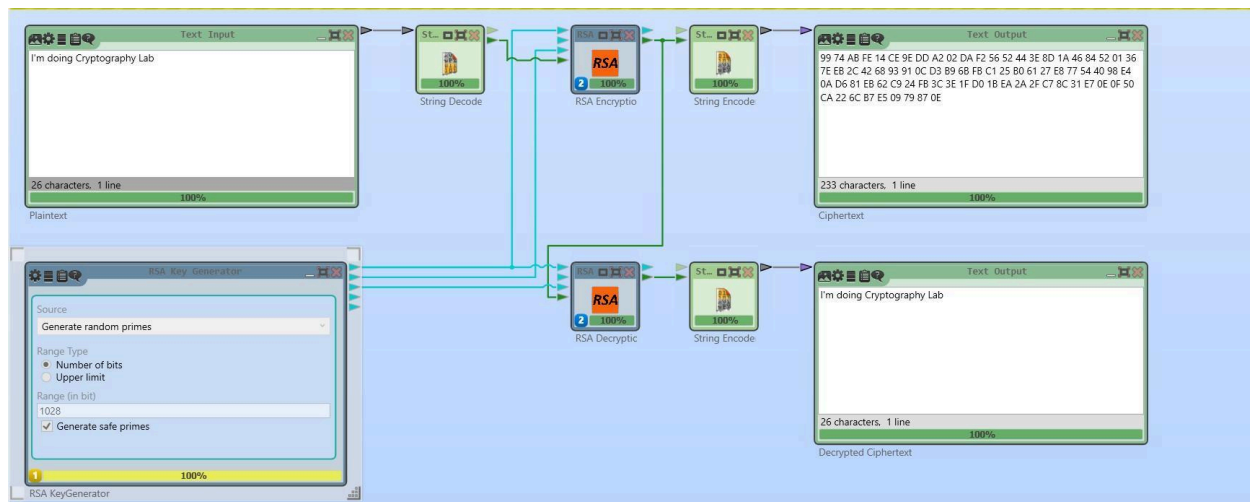 Text Input
I'm doing Cryptography Lab
26 characters, 1 line
100%
Plaintext
St...
100%
String Decode
RSA
RSA
2 100%
RSA Encryptio
St...
100%
String Encode
Text Output
99 74 AB FE 14 CE 9E DD A2 02 DA F2 56 52 44 3E 8D 1A 46 84 52 01 36
7E EB 2C 42 68 93 91 0C D3 B9 6B FB C1 25 B0 61 27 E8 77 54 40 98 E4
0A D6 81 EB 62 C9 24 FB 3C 3E 1F D0 1B EA 2A 2F C7 8C 31 E7 0E 0F 50
CA 22 6C B7 E5 09 79 87 0E
233 characters, 1 line
100%
Ciphertext
RSA Key Generator
Source
Generate random primes
Range Type
Number of bits
Upper limit
Range (in bit)
1028
Generate safe primes
1 100%
RSA KeyGenerator
RSA
RSA
2 100%
RSA Decryptic
St...
100%
String Encode
Text Output
I'm doing Cryptography Lab
26 characters, 1 line
100%
Decrypted Ciphertext